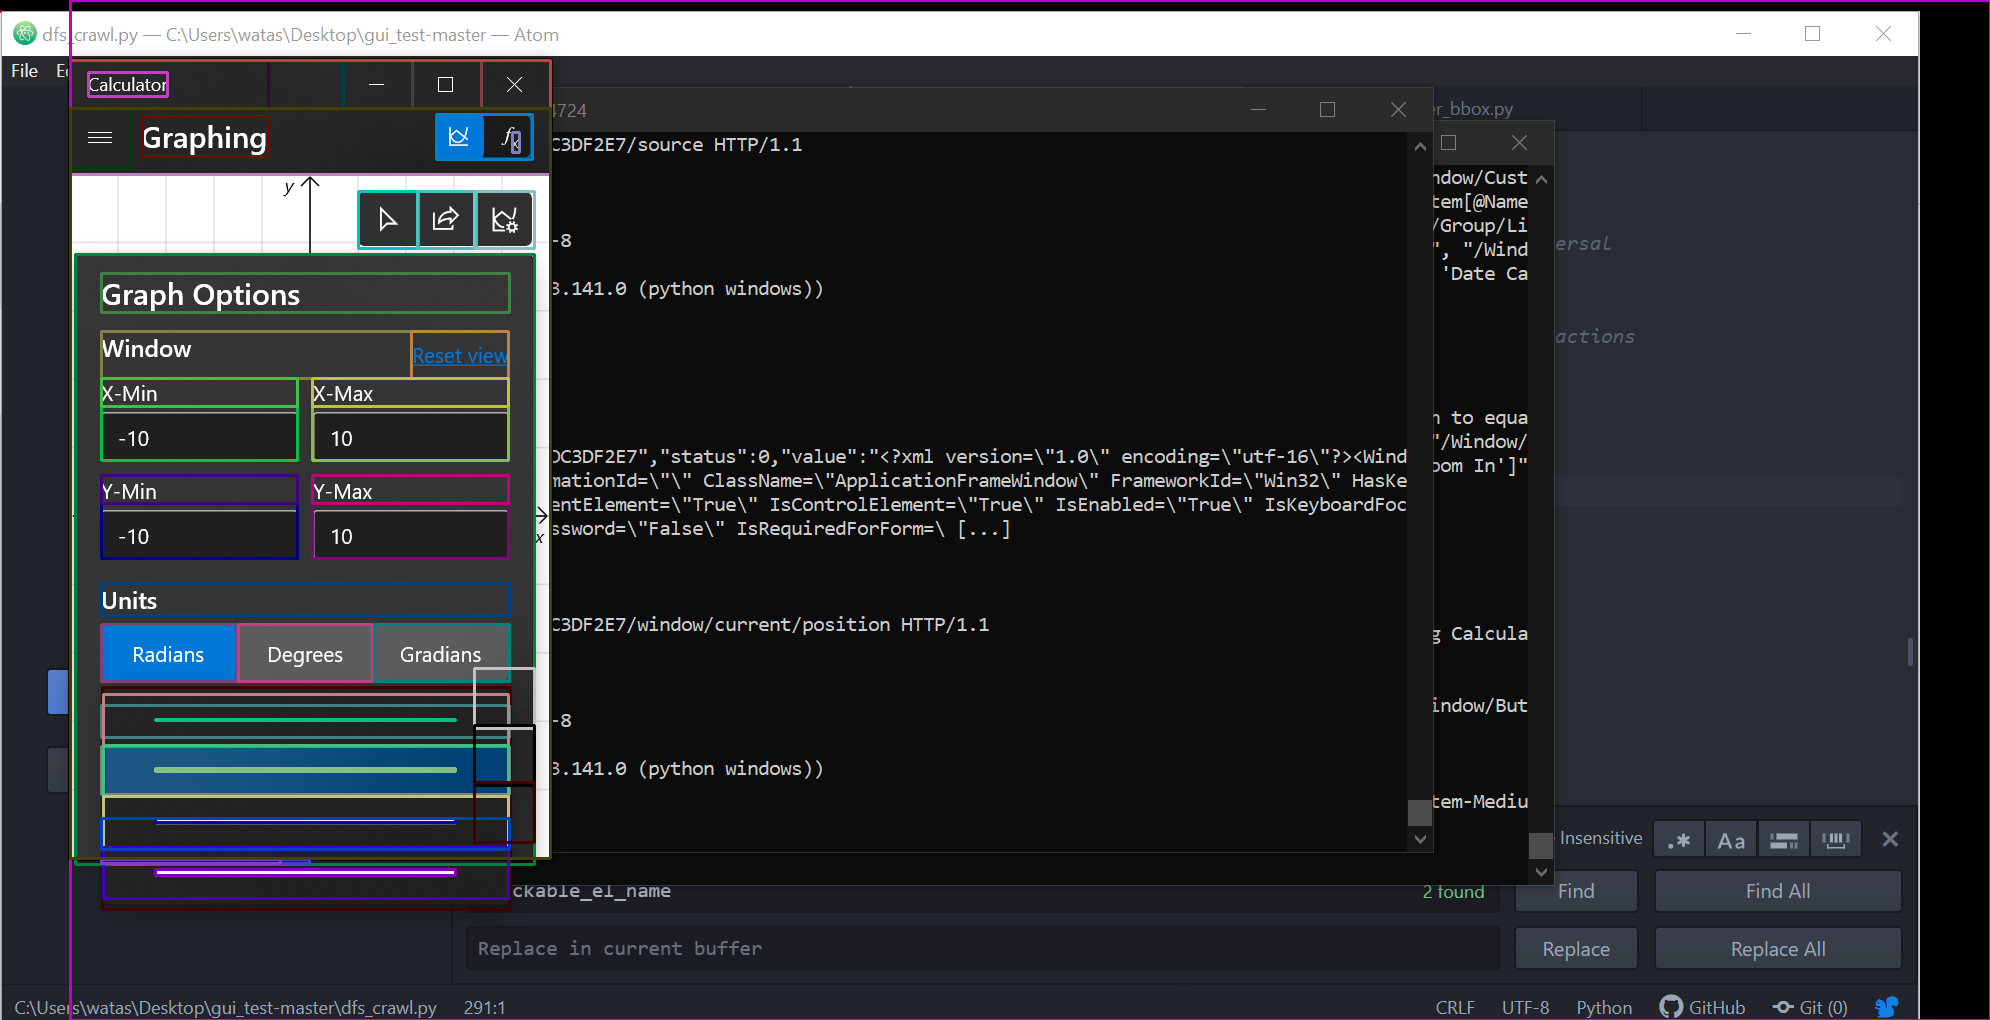 dfs_crawl.py — C:\Users\watas\Desktop\gui_test-master — Atom
File
Calculator
Graphing
y
x
Graph Options
Window
Reset view
X-Min
X-Max
-10
10
Y-Min
Y-Max
-10
10
Units
Radians
Degrees
Gradians
4724
C3DF2E7/source HTTP/1.1
-8
3.141.0 (python windows))
DC3DF2E7","status":0,"value":"<?xml version=\"1.0\" encoding=\"utf-16\"?><Wind
mationId=\"\" ClassName=\"ApplicationFrameWindow\" FrameworkId=\"Win32\" HasKe
entElement=\"True\" IsControlElement=\"True\" IsEnabled=\"True\" IsKeyboardFoc
ssword=\"False\" IsRequiredForForm=\ [...]
C3DF2E7/window/current/position HTTP/1.1
-8
3.141.0 (python windows))
er_bbox.py
ndow/Cust
tem[@Name
/Group/Li
", "/Wind
'Date Ca
n to equa
"/Window/
oom In']"
g Calcula
indow/But
tem-Mediu
ersal
actions
Insensitive
.*
Aa
ckable_el_name
2 found
Find
Find All
Replace in current buffer
Replace
Replace All
C:\Users\watas\Desktop\gui_test-master\dfs_crawl.py
291:1
CRLF
UTF-8
Python
GitHub
Git (0)